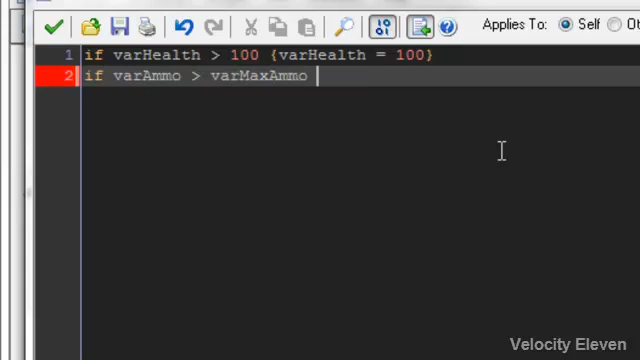 Applies To: Self
1 if varHealth > 100 {varHealth = 100}
2 if varAmmo > varMaxAmmo
Velocity Eleven